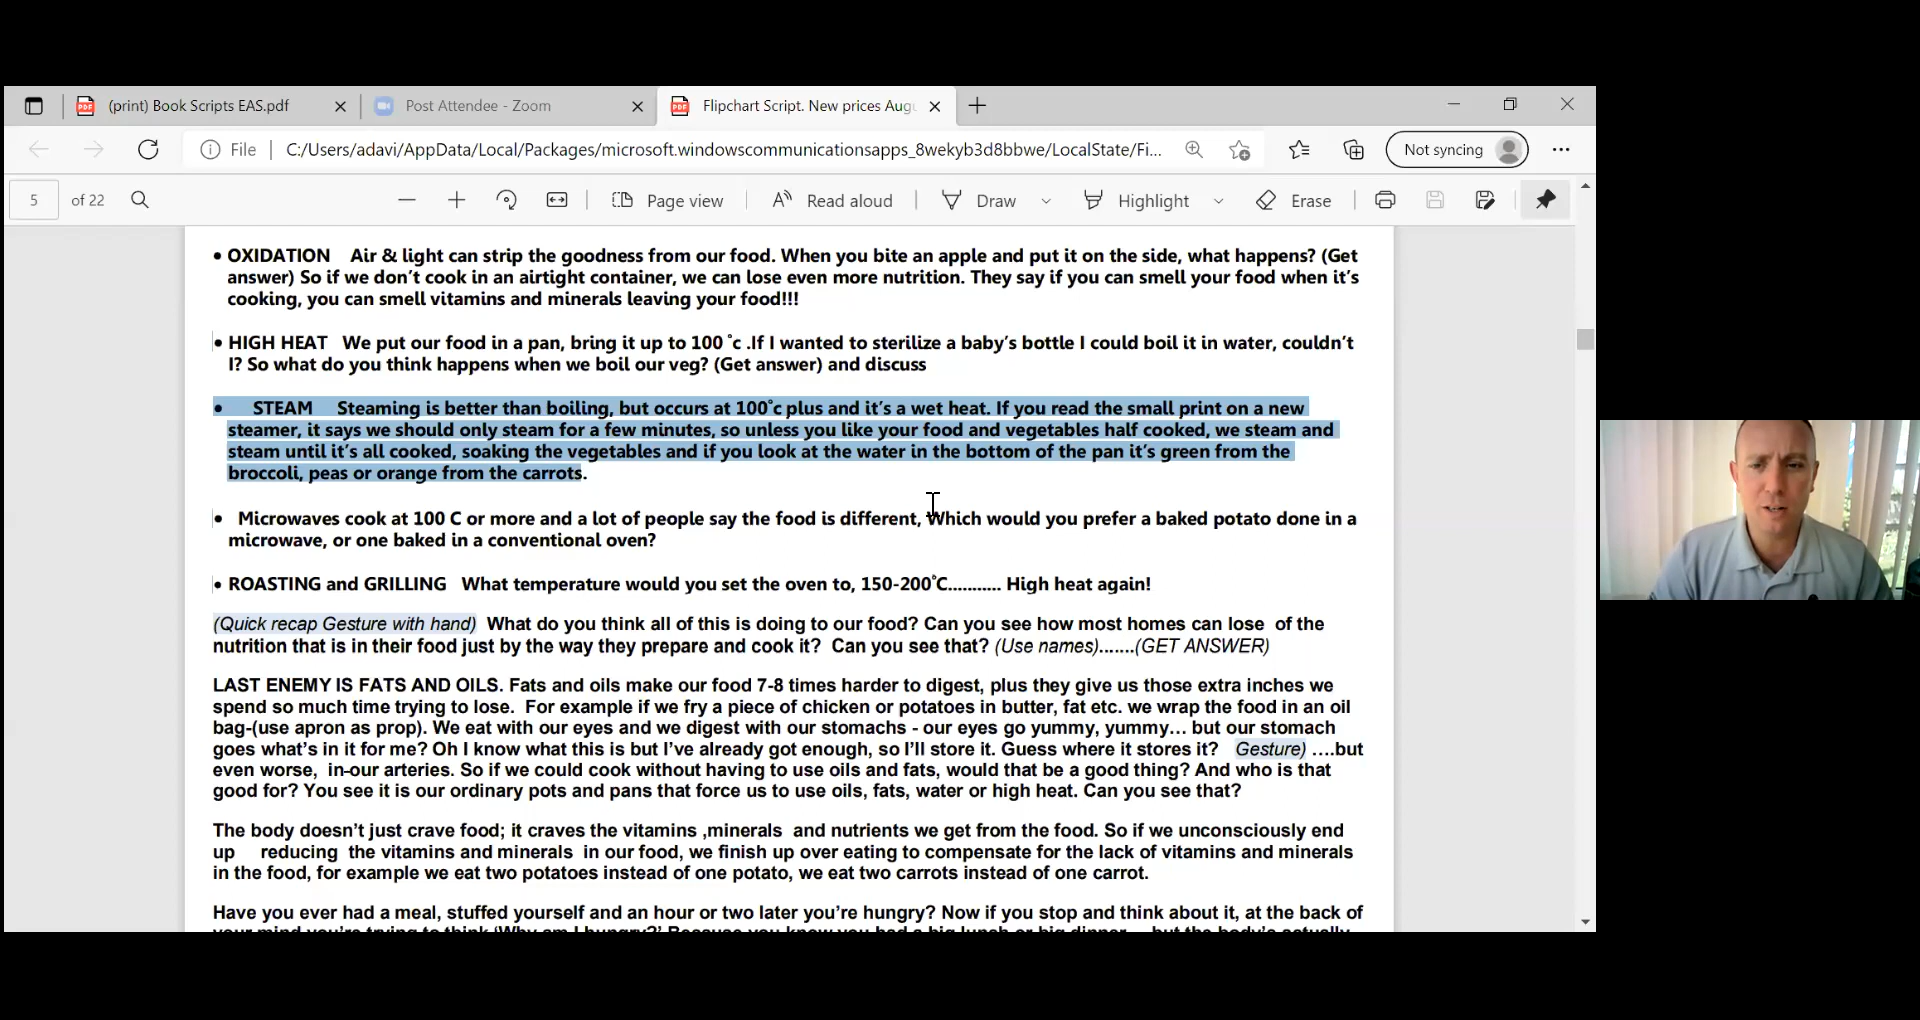 (print) Book Scripts EAS.pdf
Post Attendee - Zoom
Flipchart Script. New prices Augu
File
C:/Users/adavi/AppData/Local/Packages/microsoft.windowscommunicationsapps_8wekyb3d8bbwe/LocalState/Fi...
Not syncing
5 of 22
Page view
Read aloud
Draw
Highlight
Erase
• OXIDATION Air & light can strip the goodness from our food. When you bite an apple and put it on the side, what happens? (Get
answer) So if we don’t cook in an airtight container, we can lose even more nutrition. They say if you can smell your food when it’s
cooking, you can smell vitamins and minerals leaving your food!!!
• HIGH HEAT We put our food in a pan, bring it up to 100 ˚c .If I wanted to sterilize a baby’s bottle I could boil it in water, couldn’t
I? So what do you think happens when we boil our veg? (Get answer) and discuss
• STEAM Steaming is better than boiling, but occurs at 100˚c plus and it’s a wet heat. If you read the small print on a new
steamer, it says we should only steam for a few minutes, so unless you like your food and vegetables half cooked, we steam and
steam until it’s all cooked, soaking the vegetables and if you look at the water in the bottom of the pan it’s green from the
broccoli, peas or orange from the carrots.
• Microwaves cook at 100 C or more and a lot of people say the food is different, Which would you prefer a baked potato done in a
microwave, or one baked in a conventional oven?
• ROASTING and GRILLING What temperature would you set the oven to, 150-200˚C.......... High heat again!
(Quick recap Gesture with hand) What do you think all of this is doing to our food? Can you see how most homes can lose of the
nutrition that is in their food just by the way they prepare and cook it? Can you see that? (Use names).......(GET ANSWER)
LAST ENEMY IS FATS AND OILS. Fats and oils make our food 7-8 times harder to digest, plus they give us those extra inches we
spend so much time trying to lose. For example if we fry a piece of chicken or potatoes in butter, fat etc. we wrap the food in an oil
bag-(use apron as prop). We eat with our eyes and we digest with our stomachs - our eyes go yummy, yummy… but our stomach
goes what’s in it for me? Oh I know what this is but I’ve already got enough, so I’ll store it. Guess where it stores it? Gesture) ….but
even worse, in-our arteries. So if we could cook without having to use oils and fats, would that be a good thing? And who is that
good for? You see it is our ordinary pots and pans that force us to use oils, fats, water or high heat. Can you see that?
The body doesn’t just crave food; it craves the vitamins ,minerals and nutrients we get from the food. So if we unconsciously end
up reducing the vitamins and minerals in our food, we finish up over eating to compensate for the lack of vitamins and minerals
in the food, for example we eat two potatoes instead of one potato, we eat two carrots instead of one carrot.
Have you ever had a meal, stuffed yourself and an hour or two later you’re hungry? Now if you stop and think about it, at the back of
your mind you’re trying to think ‘Why am I hungry?’ Because you know you had a big lunch or big dinner… but the body’s actually